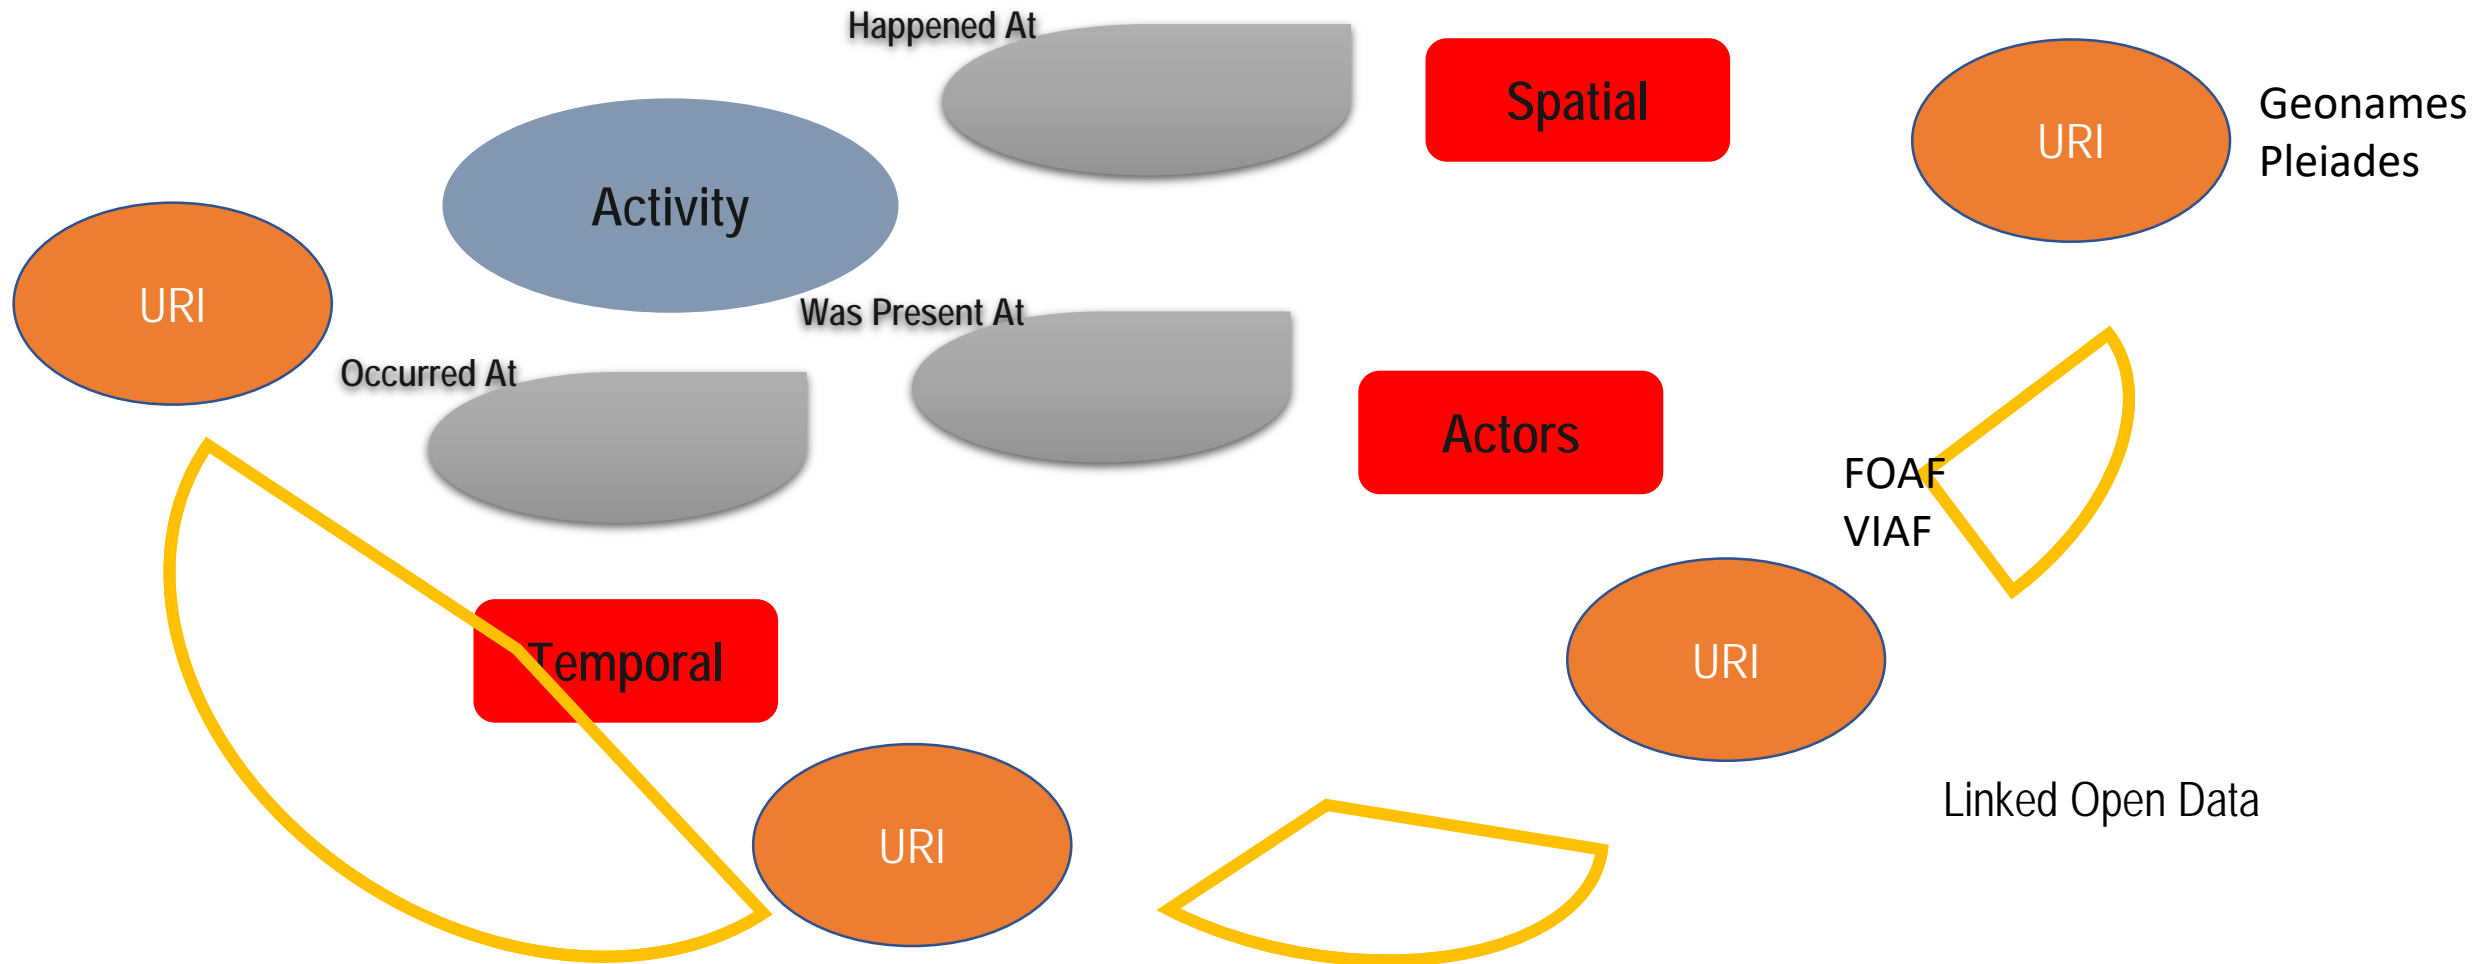 Happened At
Spatial
URI
Geonames
Pleiades
Activity
URI
Was Present At
Occurred At
Actors
FOAF
VIAF
Temporal
URI
URI
Linked Open Data